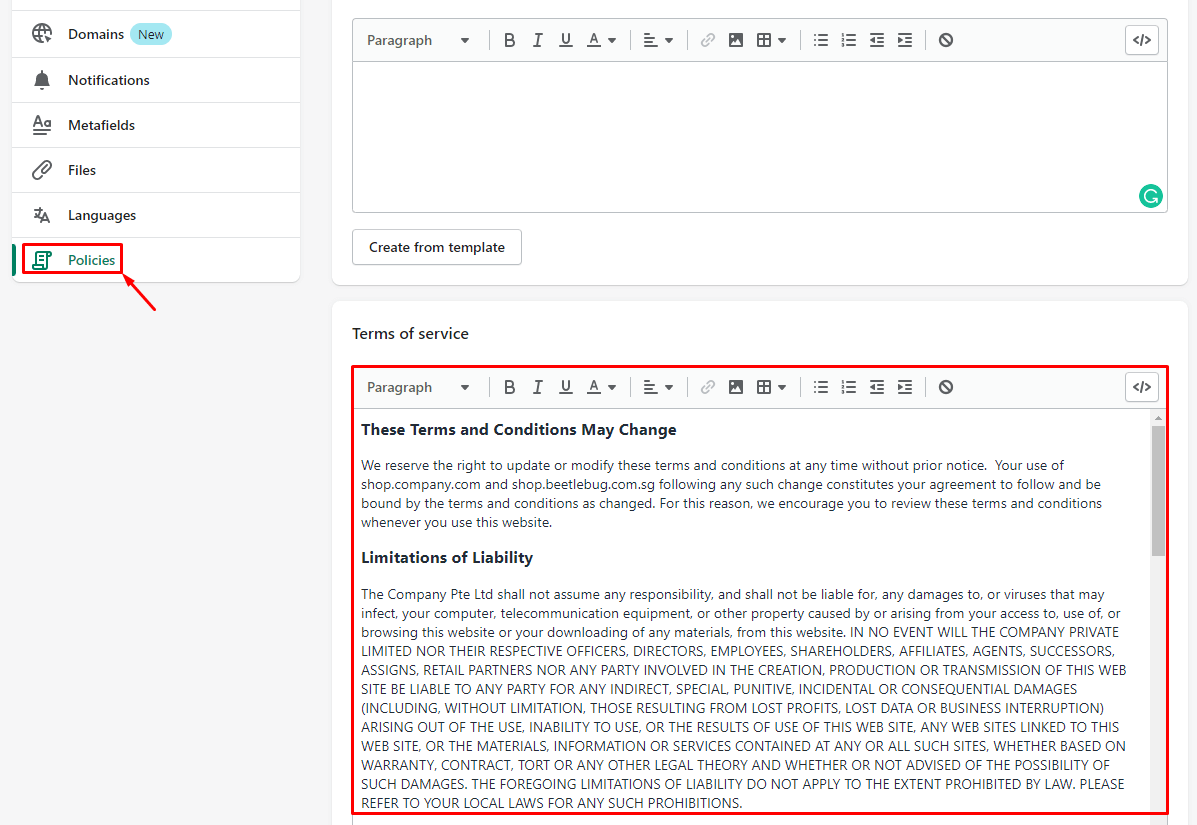 Domains New
Notifications
Metafields
Files
Languages
Policies
Paragraph B I U A </>
Create from template
Terms of service
Paragraph B I U A </>
These Terms and Conditions May Change
We reserve the right to update or modify these terms and conditions at any time without prior notice.  Your use of
shop.company.com and shop.beetlebug.com.sg following any such change constitutes your agreement to follow and be
bound by the terms and conditions as changed. For this reason, we encourage you to review these terms and conditions
whenever you use this website.
Limitations of Liability
The Company Pte Ltd shall not assume any responsibility, and shall not be liable for, any damages to, or viruses that may
infect, your computer, telecommunication equipment, or other property caused by or arising from your access to, use of, or
browsing this website or your downloading of any materials, from this website. IN NO EVENT WILL THE COMPANY PRIVATE
LIMITED NOR THEIR RESPECTIVE OFFICERS, DIRECTORS, EMPLOYEES, SHAREHOLDERS, AFFILIATES, AGENTS, SUCCESSORS,
ASSIGNS, RETAIL PARTNERS NOR ANY PARTY INVOLVED IN THE CREATION, PRODUCTION OR TRANSMISSION OF THIS WEB
SITE BE LIABLE TO ANY PARTY FOR ANY INDIRECT, SPECIAL, PUNITIVE, INCIDENTAL OR CONSEQUENTIAL DAMAGES
(INCLUDING, WITHOUT LIMITATION, THOSE RESULTING FROM LOST PROFITS, LOST DATA OR BUSINESS INTERRUPTION)
ARISING OUT OF THE USE, INABILITY TO USE, OR THE RESULTS OF USE OF THIS WEB SITE, ANY WEB SITES LINKED TO THIS
WEB SITE, OR THE MATERIALS, INFORMATION OR SERVICES CONTAINED AT ANY OR ALL SUCH SITES, WHETHER BASED ON
WARRANTY, CONTRACT, TORT OR ANY OTHER LEGAL THEORY AND WHETHER OR NOT ADVISED OF THE POSSIBILITY OF
SUCH DAMAGES. THE FOREGOING LIMITATIONS OF LIABILITY DO NOT APPLY TO THE EXTENT PROHIBITED BY LAW. PLEASE
REFER TO YOUR LOCAL LAWS FOR ANY SUCH PROHIBITIONS.